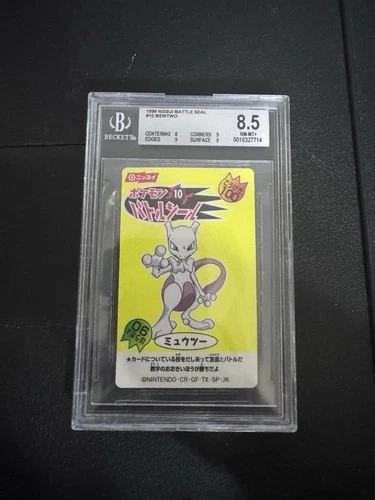 BECKETT
1998 NISSUI BATTLE SEAL
#10 MEWTWO
CENTERING 8 CORNERS 9
EDGES 9 SURFACE 9
8.5
NM-MT+
0016327714
ニッスイ
ポケモン 10
バトルシール
100
06
ミュウツー
★カードについている技をだしあって友達とバトルだ
数字のおおきいほうが勝ちだよ
©NINTENDO・CR・GF・TX・SP・JK